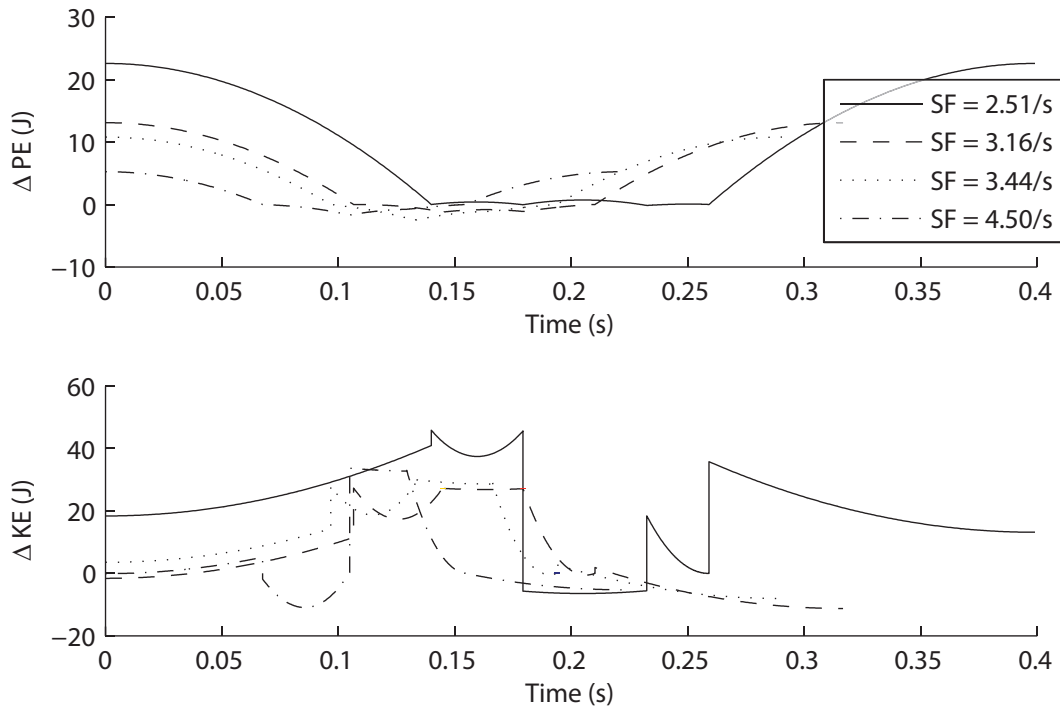 30
20
10
0
−10
Δ PE (J)
SF = 2.51/s
SF = 3.16/s
SF = 3.44/s
SF = 4.50/s
0 0.05 0.1 0.15 0.2 0.25 0.3 0.35 0.4
Time (s)
60
40
20
0
−20
Δ KE (J)
0 0.05 0.1 0.15 0.2 0.25 0.3 0.35 0.4
Time (s)